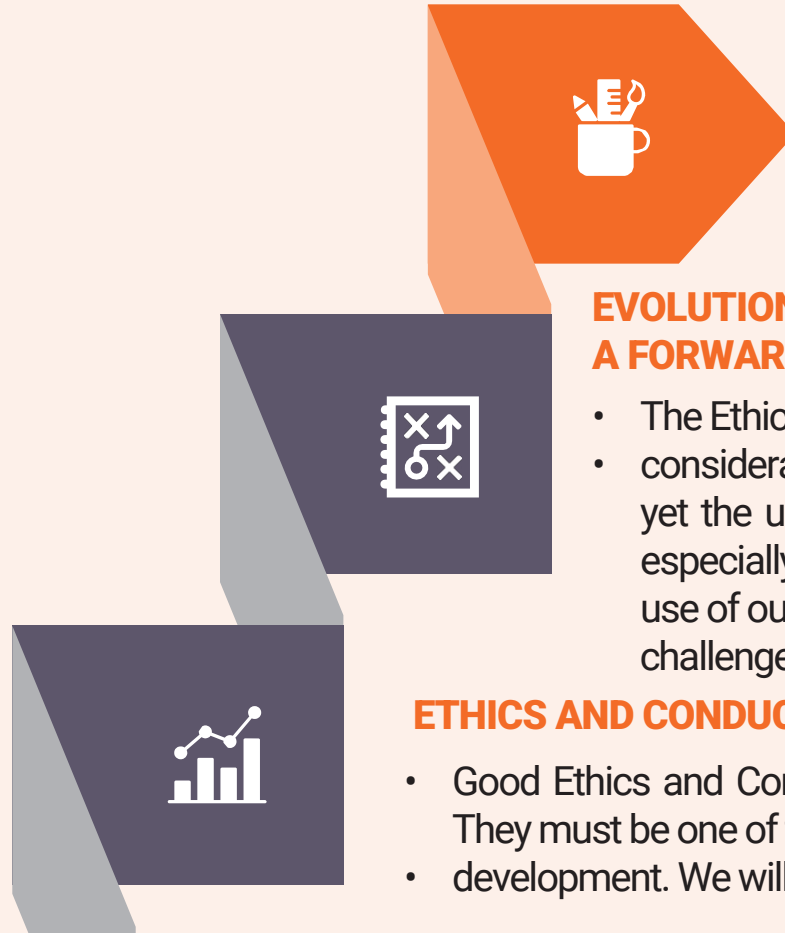 EVOLUTION
A FORWAR
• The Ethic
• considera
yet the u
especially
use of ou
challenge
ETHICS AND CONDUC
• Good Ethics and Con
They must be one of
• development. We will